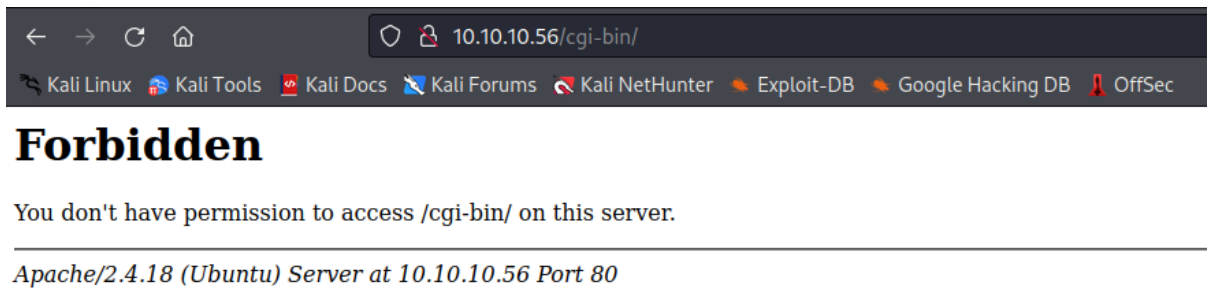 10.10.10.56/cgi-bin/
Kali Linux Kali Tools Kali Docs Kali Forums Kali NetHunter Exploit-DB Google Hacking DB OffSec
Forbidden
You don't have permission to access /cgi-bin/ on this server.
Apache/2.4.18 (Ubuntu) Server at 10.10.10.56 Port 80